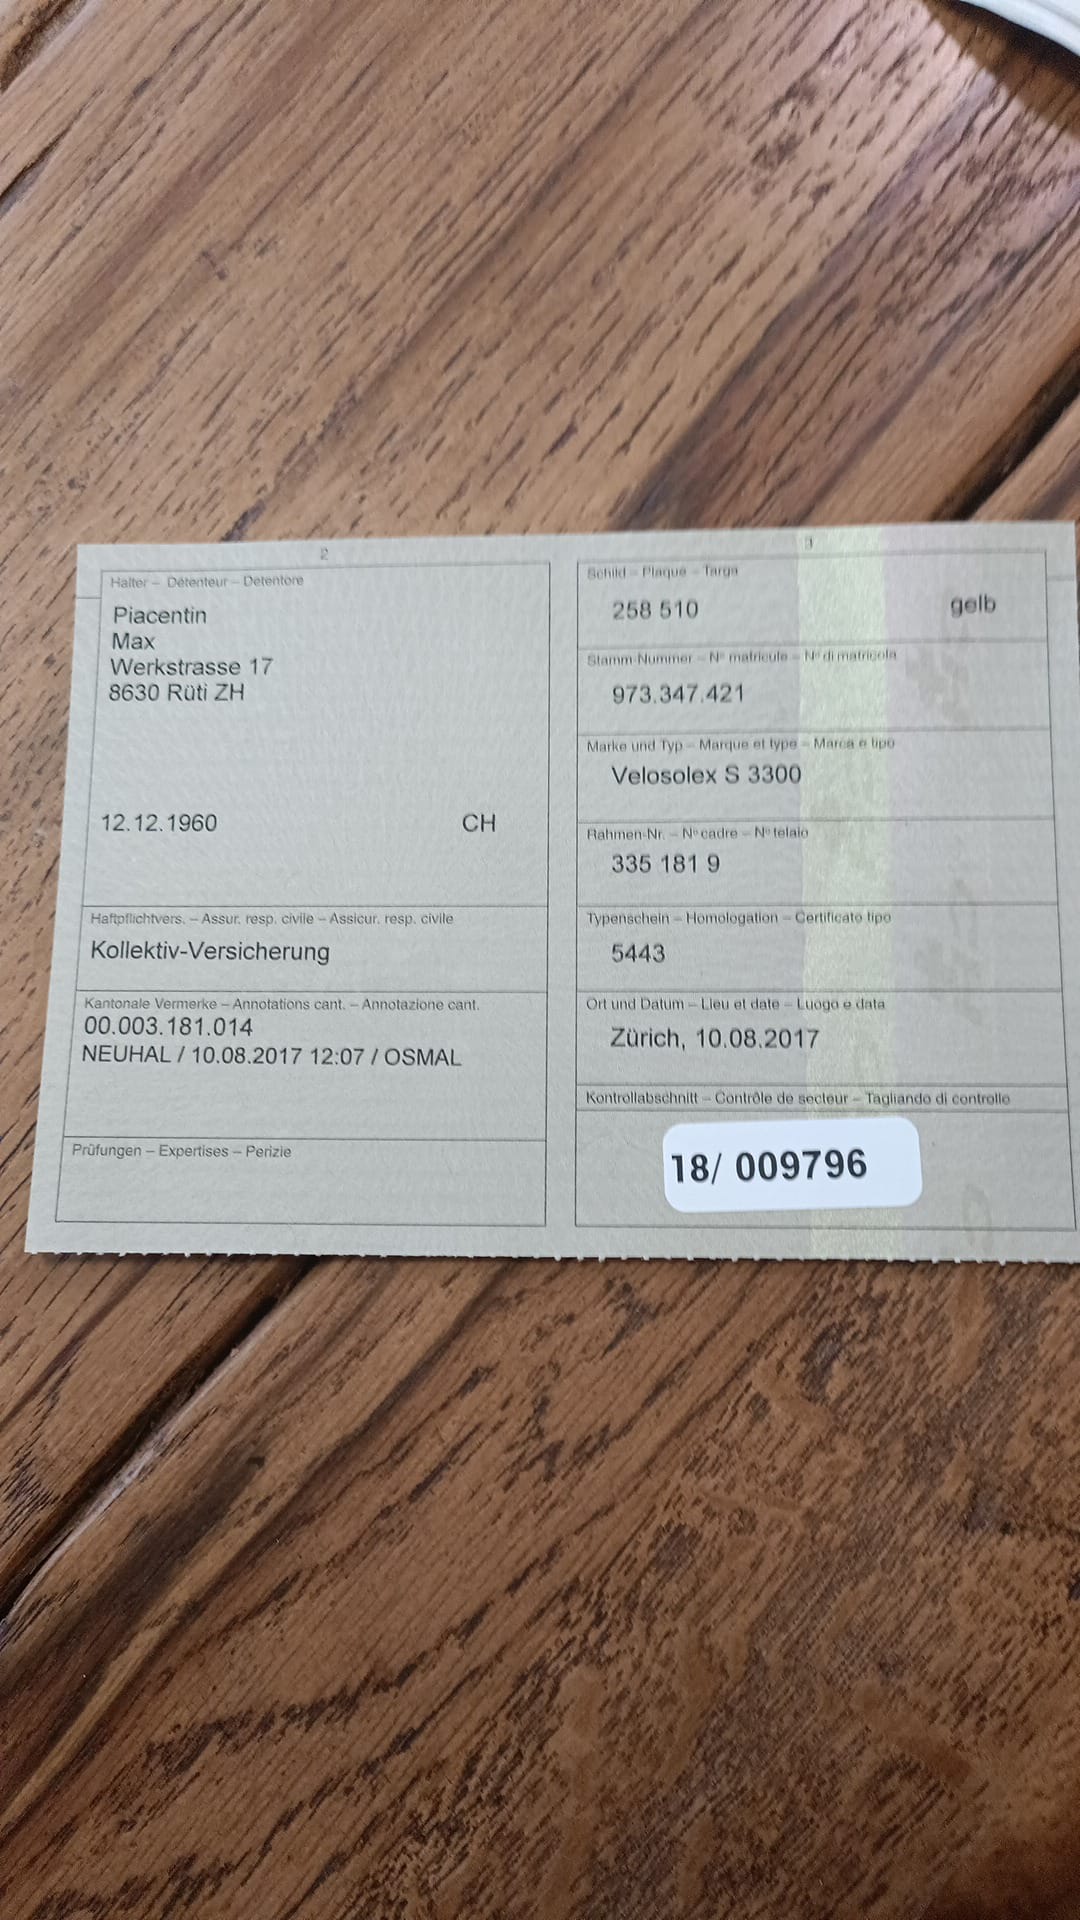 2
Halter – Détenteur – Detentore
Piacentin
Max
Werkstrasse 17
8630 Rüti ZH
12.12.1960 CH
Haftpflichtvers. – Assur. resp. civile – Assicur. resp. civile
Kollektiv-Versicherung
Kantonale Vermerke – Annotations cant. – Annotazione cant.
00.003.181.014
NEUHAL / 10.08.2017 12:07 / OSMAL
Prüfungen – Expertises – Perizie
3
Schild – Plaque – Targa
258 510 gelb
Stamm-Nummer – Nº matricule – Nº di matricola
973.347.421
Marke und Typ – Marque et type – Marca e tipo
Velosolex S 3300
Rahmen-Nr. – Nº cadre – Nº telaio
335 181 9
Typenschein – Homologation – Certificato tipo
5443
Ort und Datum – Lieu et date – Luogo e data
Zürich, 10.08.2017
Kontrollabschnitt – Contrôle de secteur – Tagliando di controllo
18/ 009796